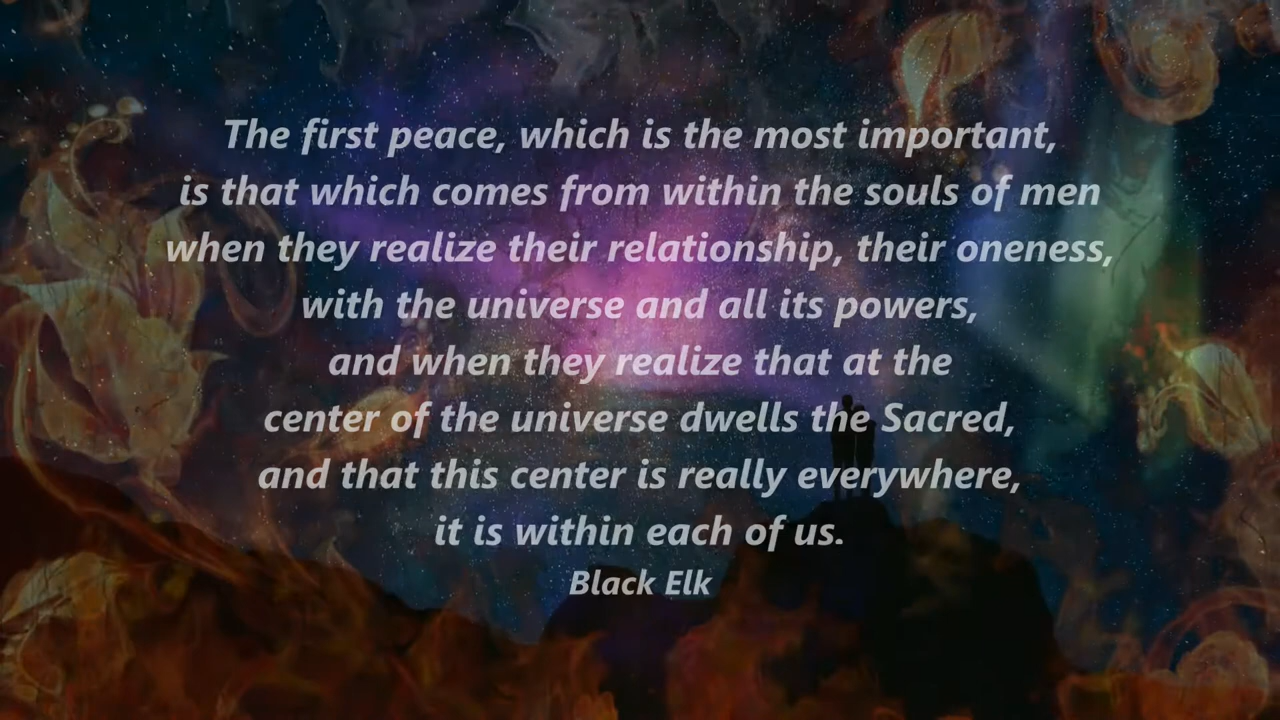 The first peace, which is the most important,
is that which comes from within the souls of men
when they realize their relationship, their oneness,
with the universe and all its powers,
and when they realize that at the
center of the universe dwells the Sacred,
and that this center is really everywhere,
it is within each of us.
Black Elk